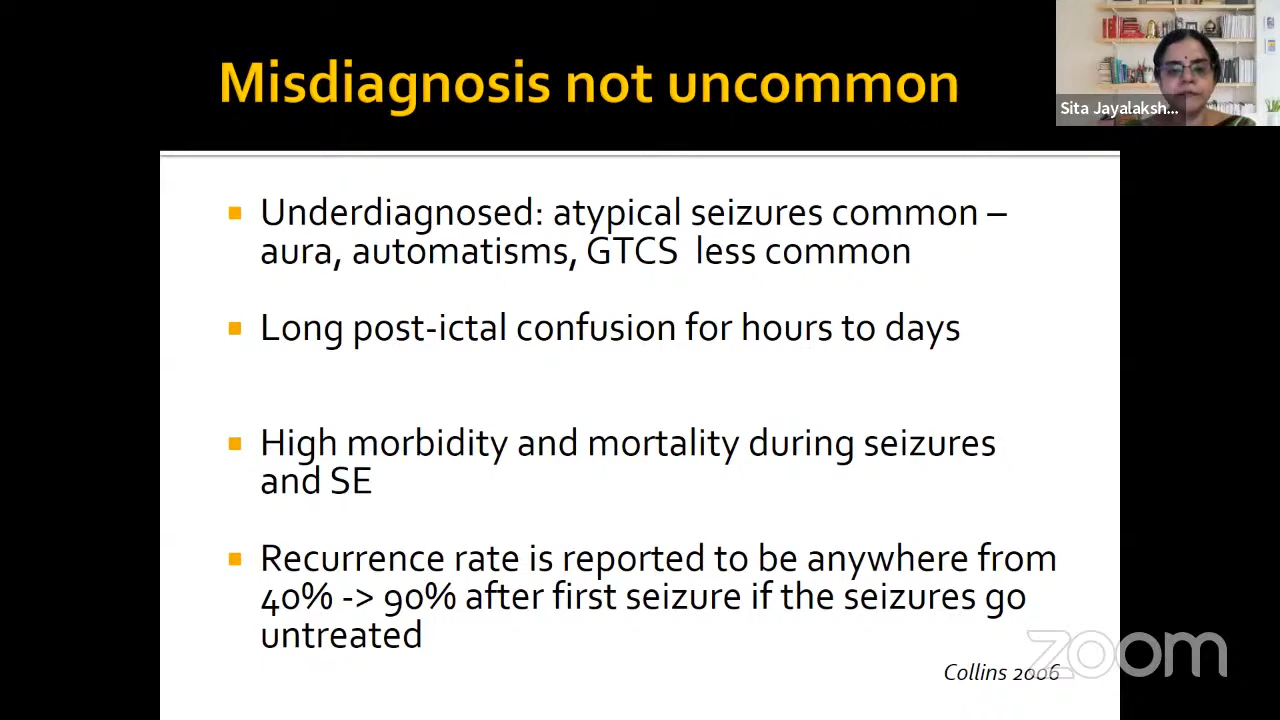 Misdiagnosis not uncommon
Sita Jayalaksh...
Underdiagnosed: atypical seizures common –
aura, automatisms, GTCS less common
Long post-ictal confusion for hours to days
High morbidity and mortality during seizures
and SE
Recurrence rate is reported to be anywhere from
40% -> 90% after first seizure if the seizures go
untreated
Collins 2006
zoom